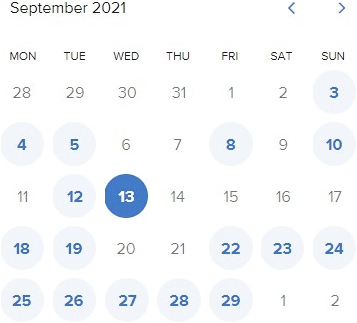 September 2021
MON TUE WED THU FRI SAT SUN
28 29 30 31 1 2 3
4 5 6 7 8 9 10
11 12 13 14 15 16 17
18 19 20 21 22 23 24
25 26 27 28 29 1 2